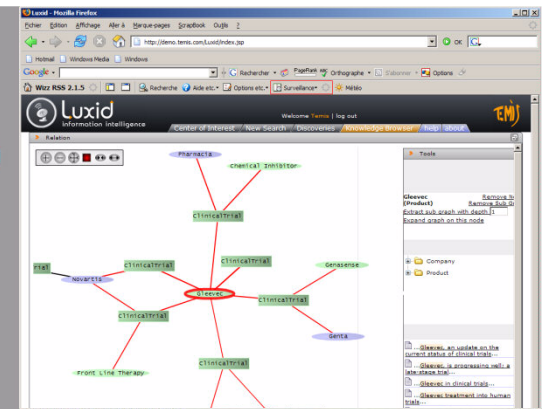 Luxid - Mozilla Firefox
Fichier Edition Affichage Aller à Marque-pages ScrapBook Outils ?
http://demo.temis.com/Luxid/index.jsp OK
Hotmail Windows Media Windows
Google Rechercher PageRank Orthographe Options
Wizz RSS 2.1.5 Recherche Aide etc. Options etc. Surveillance Météo
Luxid
Information Intelligence
Welcome Temis | log out
TEMIS
Center of Interest New Search Discoveries Knowledge Browser help about
Relation
Tools
Pharmacia
Chemical Inhibitor
ClinicalTrial
Gleevec
(Product)
Remove
Remove Sub
Extract sub graph with depth 1
Expand graph on this node
ClinicalTrial
ClinicalTrial
Genasense
Novartis
Company
Product
Gleevec
ClinicalTrial
ClinicalTrial
Genta
...Gleevec, an update on the
current status of clinical trials...
ClinicalTrial
...Gleevec, is progressing well: a
late-stage trial...
Front Line Therapy
...Gleevec in clinical trials...
...Gleevec treatment into human
trials...